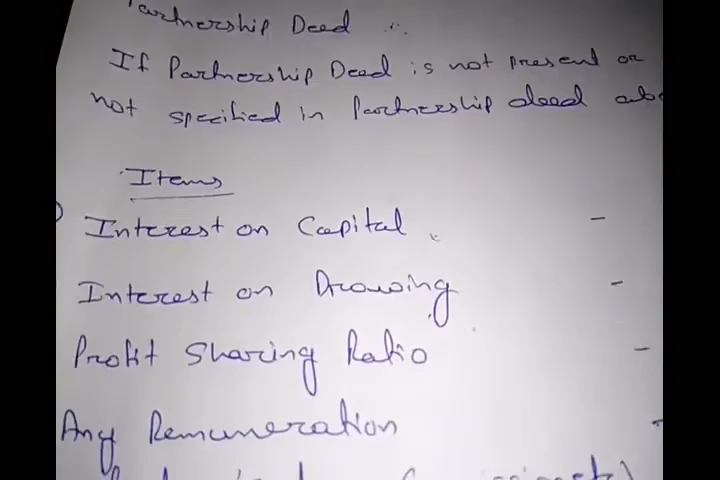 Partnership Deed
If Partnership Deed is not present or
not specified in Partnership deed
Items
Interest on Capital -
Interest on Drowing -
Profit Sharing Ratio -
Any Remuneration -